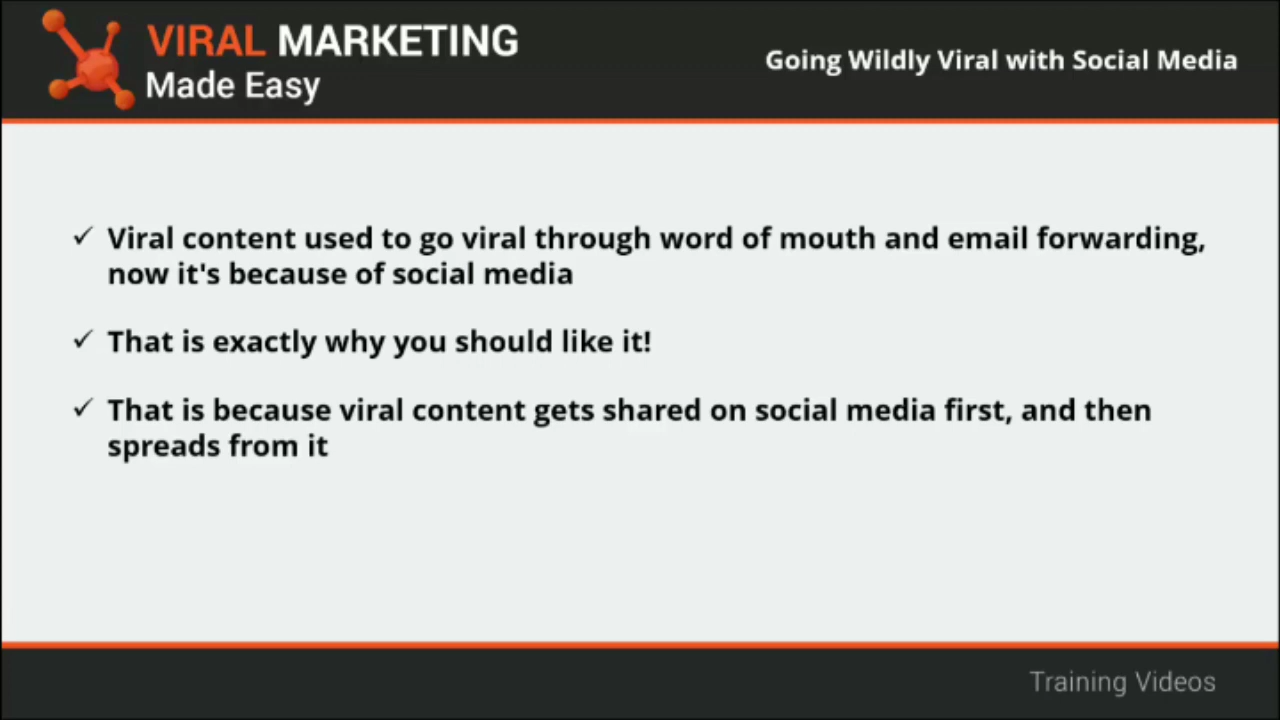 VIRAL MARKETING
Made Easy
Going Wildly Viral with Social Media
✓ Viral content used to go viral through word of mouth and email forwarding,
now it's because of social media
✓ That is exactly why you should like it!
✓ That is because viral content gets shared on social media first, and then
spreads from it
Training Videos